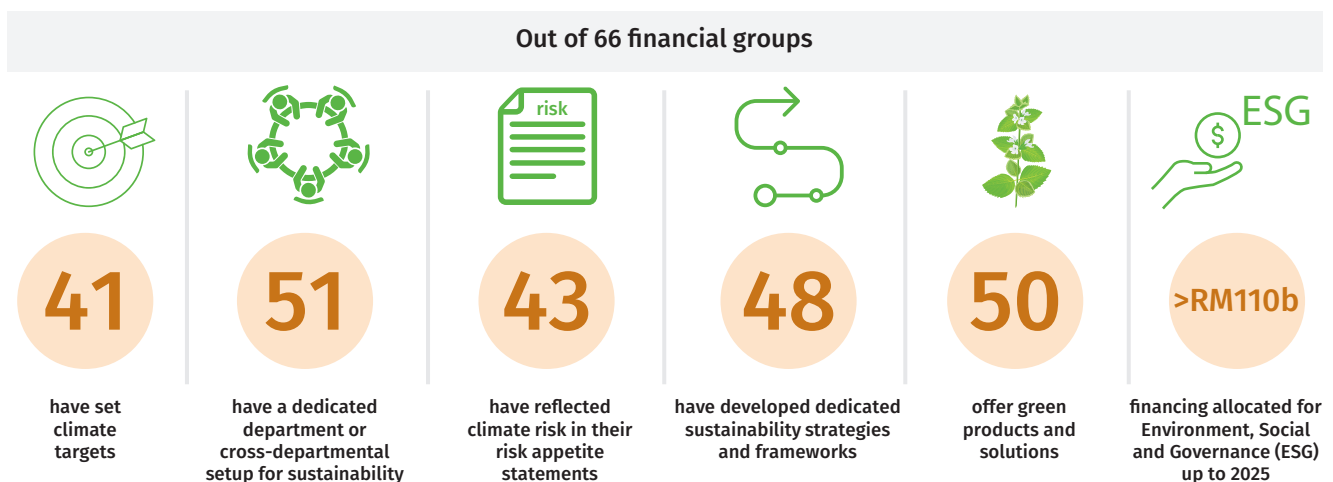 Out of 66 financial groups
risk
ESG
$
41
51
43
48
50
>RM110b
have set
climate
targets
have a dedicated
department or
cross-departmental
setup for sustainability
have reflected
climate risk in their
risk appetite
statements
have developed dedicated
sustainability strategies
and frameworks
offer green
products and
solutions
financing allocated for
Environment, Social
and Governance (ESG)
up to 2025